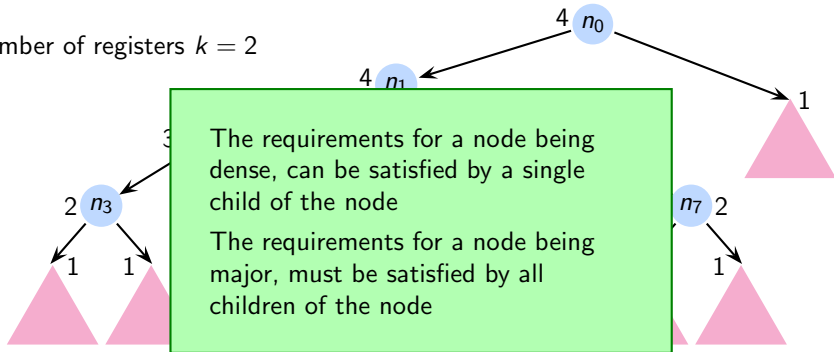 4 n0
number of registers k = 2
4 n1
1
3
The requirements for a node being
dense, can be satisfied by a single
child of the node
The requirements for a node being
major, must be satisfied by all
children of the node
2 n3
n7 2
1 1 1